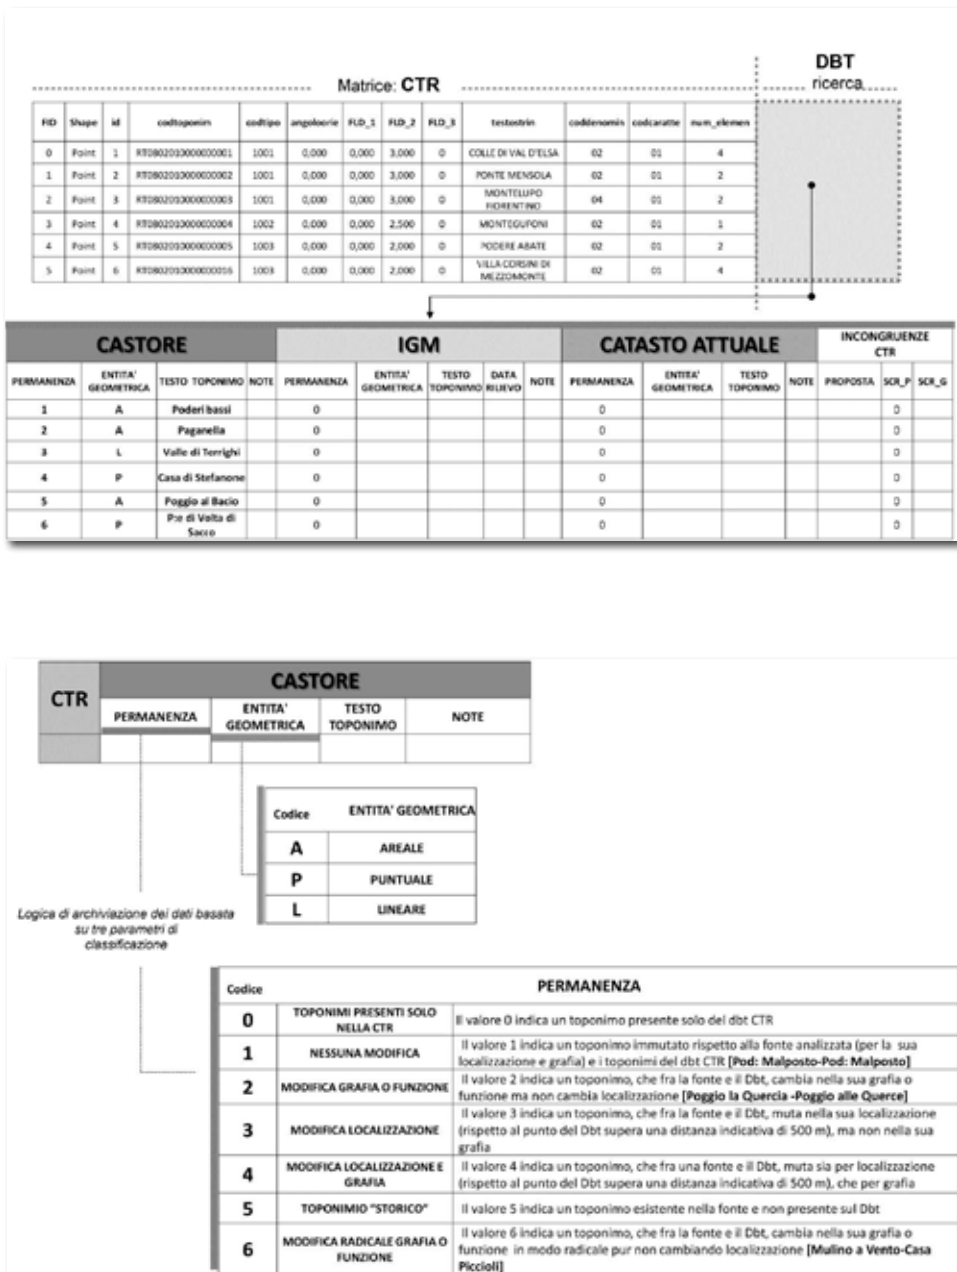 DBT
ricerca
Matrice: CTR
FID Shape id codtoponim codtipo angoloorie FLD_1 FLD_2 FLD_3 testostrin coddenomin codcaratte num_elemen
0 Point 1 RT0802010000000001 1001 0,000 0,000 3,000 0 COLLE DI VAL D'ELSA 02 01 4
1 Point 2 RT0802010000000002 1001 0,000 0,000 3,000 0 PONTE MENSOLA 02 01 2
2 Point 3 RT0802010000000003 1001 0,000 0,000 3,000 0 MONTELUPO FIORENTINO 04 01 2
3 Point 4 RT0802010000000004 1002 0,000 0,000 2,500 0 MONTEGUFONI 02 01 1
4 Point 5 RT0802010000000005 1003 0,000 0,000 2,000 0 PODERE ABATE 02 01 2
5 Point 6 RT0802010000000016 1003 0,000 0,000 2,000 0 VILLA CORSINI DI MEZZOMONTE 02 01 4
CASTORE IGM CATASTO ATTUALE INCONGRUENZE CTR
PERMANENZA ENTITA' GEOMETRICA TESTO TOPONIMO NOTE PERMANENZA ENTITA' GEOMETRICA TESTO TOPONIMO DATA RILIEVO NOTE PERMANENZA ENTITA' GEOMETRICA TESTO TOPONIMO NOTE PROPOSTA SCR_P SCR_G
1 A Poderi bassi 0 0 0
2 A Paganella 0 0 0
3 L Valle di Terrighi 0 0 0
4 P Casa di Stefanone 0 0 0
5 A Poggio al Bacio 0 0 0
6 P P:e di Volta di Sacco 0 0 0
CTR CASTORE
PERMANENZA ENTITA' GEOMETRICA TESTO TOPONIMO NOTE
Codice ENTITA' GEOMETRICA
A AREALE
P PUNTUALE
L LINEARE
Logica di archiviazione dei dati basata
su tre parametri di
classificazione
Codice PERMANENZA
0 TOPONIMI PRESENTI SOLO NELLA CTR Il valore 0 indica un toponimo presente solo del dbt CTR
1 NESSUNA MODIFICA Il valore 1 indica un toponimo immutato rispetto alla fonte analizzata (per la sua
localizzazione e grafia) e i toponimi del dbt CTR [Pod: Malposto-Pod: Malposto]
2 MODIFICA GRAFIA O FUNZIONE Il valore 2 indica un toponimo, che fra la fonte e il Dbt, cambia nella sua grafia o
funzione ma non cambia localizzazione [Poggio la Quercia -Poggio alle Querce]
3 MODIFICA LOCALIZZAZIONE Il valore 3 indica un toponimo, che fra la fonte e il Dbt, muta nella sua localizzazione
(rispetto al punto del Dbt supera una distanza indicativa di 500 m), ma non nella sua
grafia
4 MODIFICA LOCALIZZAZIONE E GRAFIA Il valore 4 indica un toponimo, che fra una fonte e il Dbt, muta sia per localizzazione
(rispetto al punto del Dbt supera una distanza indicativa di 500 m), che per grafia
5 TOPONIMIO "STORICO" Il valore 5 indica un toponimo esistente nella fonte e non presente sul Dbt
6 MODIFICA RADICALE GRAFIA O FUNZIONE Il valore 6 indica un toponimo, che fra la fonte e il Dbt, cambia nella sua grafia o
funzione in modo radicale pur non cambiando localizzazione [Mulino a Vento-Casa
Piccioli]